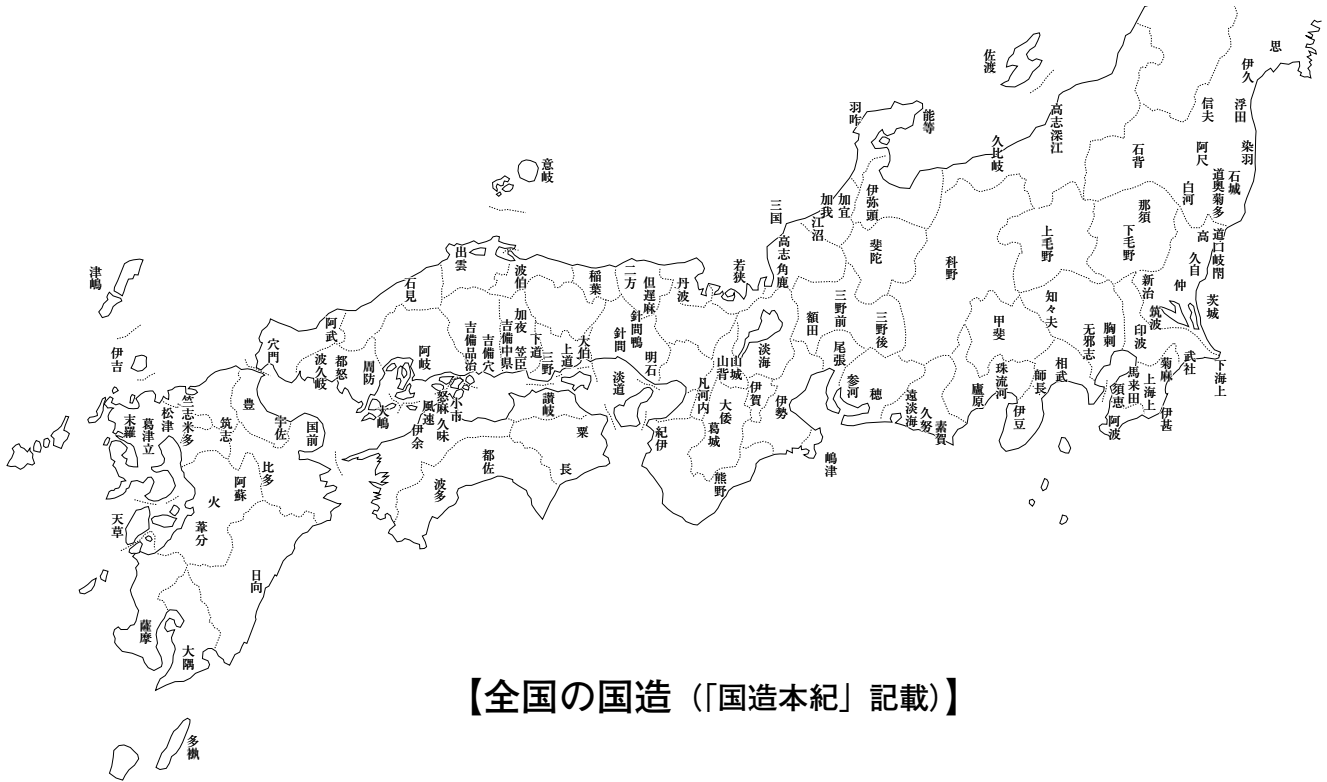 思
伊久
浮田
信夫
染羽
阿尺
石城
道奥菊多
白河
石背
那須
高
道口岐閇
久自
仲
茨城
新治
筑波
印波
下毛野
上毛野
胸刺
无邪志
知々夫
武社
下海上
菊麻
上海上
馬来田
須恵
伊甚
阿波
相武
師長
甲斐
珠流河
伊豆
廬原
佐渡
高志深江
久比岐
科野
能等
羽咋
加宜
加我
伊弥頭
江沼
三国
高志
角鹿
斐陀
若狭
三野前
三野後
額田
尾張
参河
穂
遠淡海
久努
素賀
淡海
山城
山背
伊賀
伊勢
嶋津
凡河内
大倭
葛城
紀伊
熊野
意岐
丹波
但遅麻
二方
稲葉
波伯
出雲
石見
針間鴨
針間
明石
淡道
大伯
上道
三野
下道
加夜
笠臣
吉備中県
吉備穴
吉備品治
阿岐
周防
都怒
波久岐
阿武
穴門
大嶋
讃岐
粟
長
都佐
波多
小市
怒麻
風速
久味
伊余
津嶋
伊吉
竺志米多
松津
末羅
葛津立
筑志
豊
宇佐
国前
比多
阿蘇
火
葦分
天草
日向
薩摩
大隅
多褹
【全国の国造(「国造本紀」記載)】